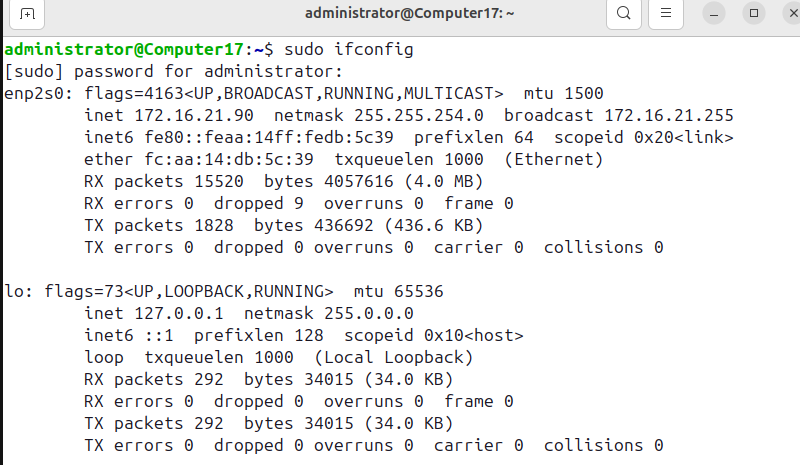 administrator@Computer17: ~
administrator@Computer17:~$ sudo ifconfig
[sudo] password for administrator:
enp2s0: flags=4163<UP,BROADCAST,RUNNING,MULTICAST>  mtu 1500
        inet 172.16.21.90  netmask 255.255.254.0  broadcast 172.16.21.255
        inet6 fe80::feaa:14ff:fedb:5c39  prefixlen 64  scopeid 0x20<link>
        ether fc:aa:14:db:5c:39  txqueuelen 1000  (Ethernet)
        RX packets 15520  bytes 4057616 (4.0 MB)
        RX errors 0  dropped 9  overruns 0  frame 0
        TX packets 1828  bytes 436692 (436.6 KB)
        TX errors 0  dropped 0 overruns 0  carrier 0  collisions 0

lo: flags=73<UP,LOOPBACK,RUNNING>  mtu 65536
        inet 127.0.0.1  netmask 255.0.0.0
        inet6 ::1  prefixlen 128  scopeid 0x10<host>
        loop  txqueuelen 1000  (Local Loopback)
        RX packets 292  bytes 34015 (34.0 KB)
        RX errors 0  dropped 0  overruns 0  frame 0
        TX packets 292  bytes 34015 (34.0 KB)
        TX errors 0  dropped 0 overruns 0  carrier 0  collisions 0